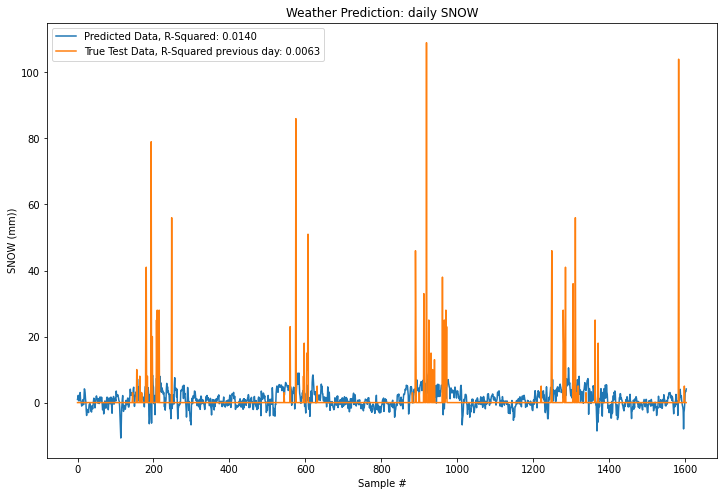 Weather Prediction: daily SNOW
Predicted Data, R-Squared: 0.0140
True Test Data, R-Squared previous day: 0.0063
100
80
60
40
20
0
SNOW (mm))
0 200 400 600 800 1000 1200 1400 1600
Sample #